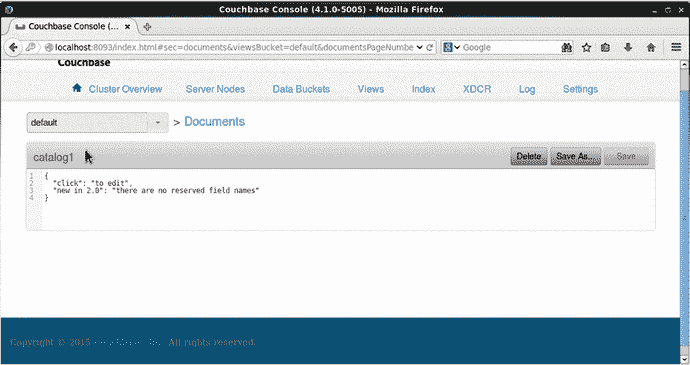 Couchbase Console (4.1.0-5005) - Mozilla Firefox
Couchbase Console (...
localhost:8093/index.html#sec=documents&viewsBucket=default&documentsPageNumbe
Google
Couchbase
Cluster Overview Server Nodes Data Buckets Views Index XDCR Log Settings
default > Documents
catalog1 Delete Save As... Save
1 {
2 "click": "to edit",
3 "new in 2.0": "there are no reserved field names"
4 }
Copyright © 2015 All rights reserved.